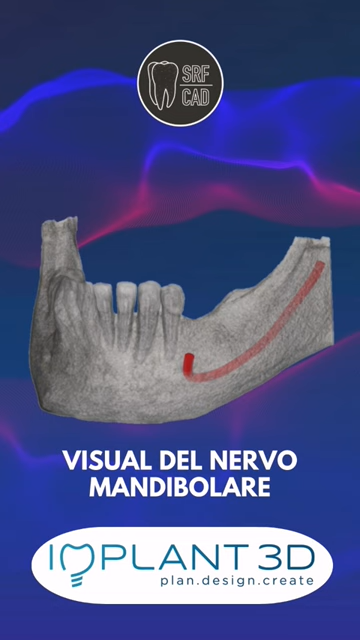 SRF
CAD
VISUAL DEL NERVO
MANDIBOLARE
IMPLANT 3D
plan.design.create